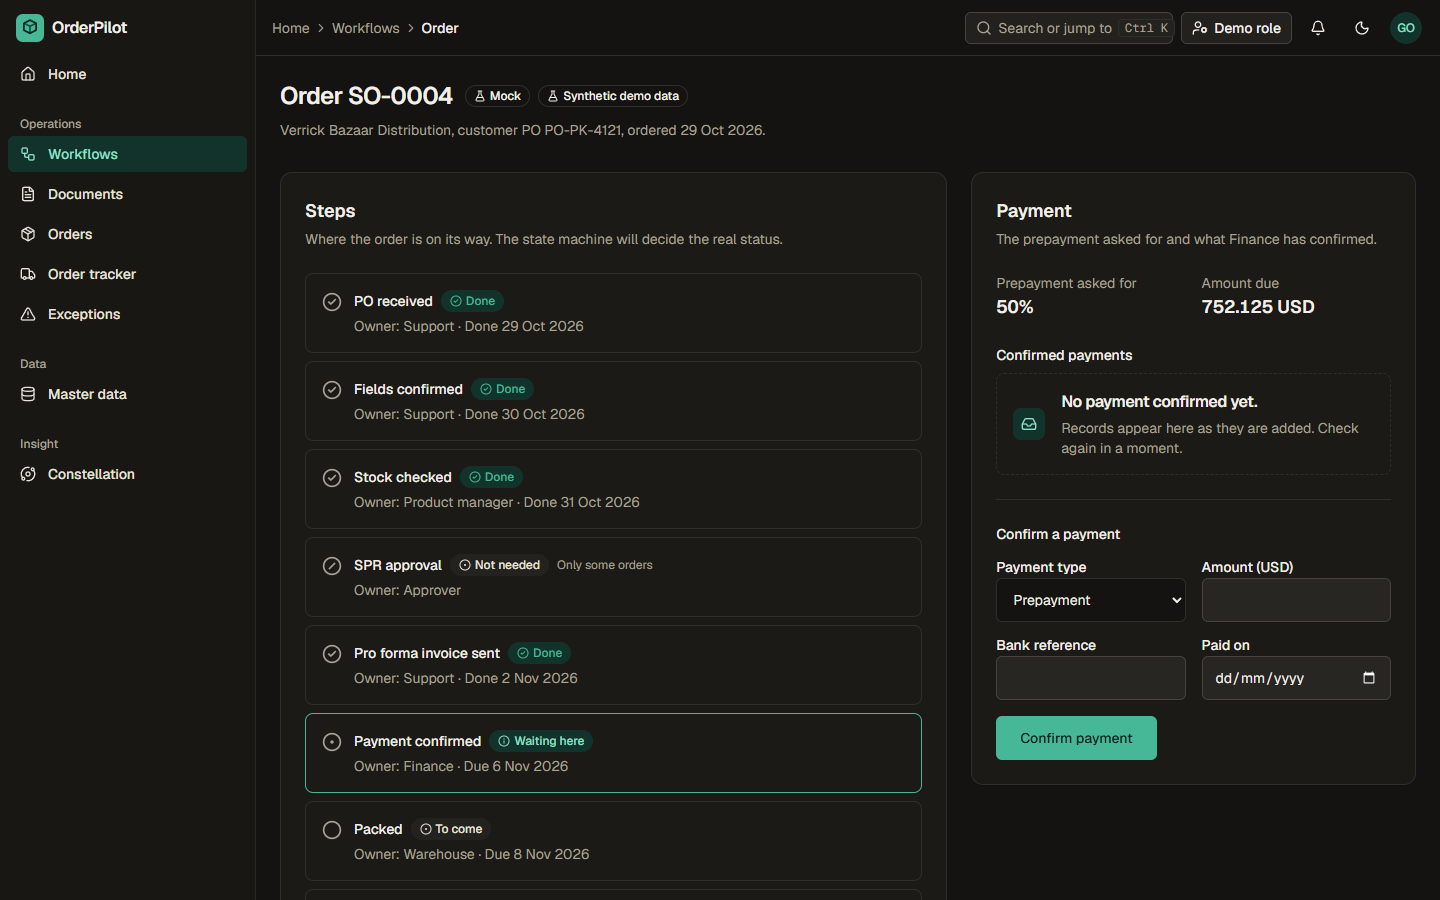 OrderPilot
Home
Operations
Workflows
Documents
Orders
Order tracker
Exceptions
Data
Master data
Insight
Constellation
Home > Workflows > Order
Search or jump to Ctrl K
Demo role
GO
Order SO-0004 Mock Synthetic demo data
Verrick Bazaar Distribution, customer PO PO-PK-4121, ordered 29 Oct 2026.
Steps
Where the order is on its way. The state machine will decide the real status.
PO received Done
Owner: Support · Done 29 Oct 2026
Fields confirmed Done
Owner: Support · Done 30 Oct 2026
Stock checked Done
Owner: Product manager · Done 31 Oct 2026
SPR approval Not needed Only some orders
Owner: Approver
Pro forma invoice sent Done
Owner: Support · Done 2 Nov 2026
Payment confirmed Waiting here
Owner: Finance · Due 6 Nov 2026
Packed To come
Owner: Warehouse · Due 8 Nov 2026
Payment
The prepayment asked for and what Finance has confirmed.
Prepayment asked for Amount due
50% 752.125 USD
Confirmed payments
No payment confirmed yet.
Records appear here as they are added. Check
again in a moment.
Confirm a payment
Payment type Amount (USD)
Prepayment
Bank reference Paid on
dd/mm/yyyy
Confirm payment